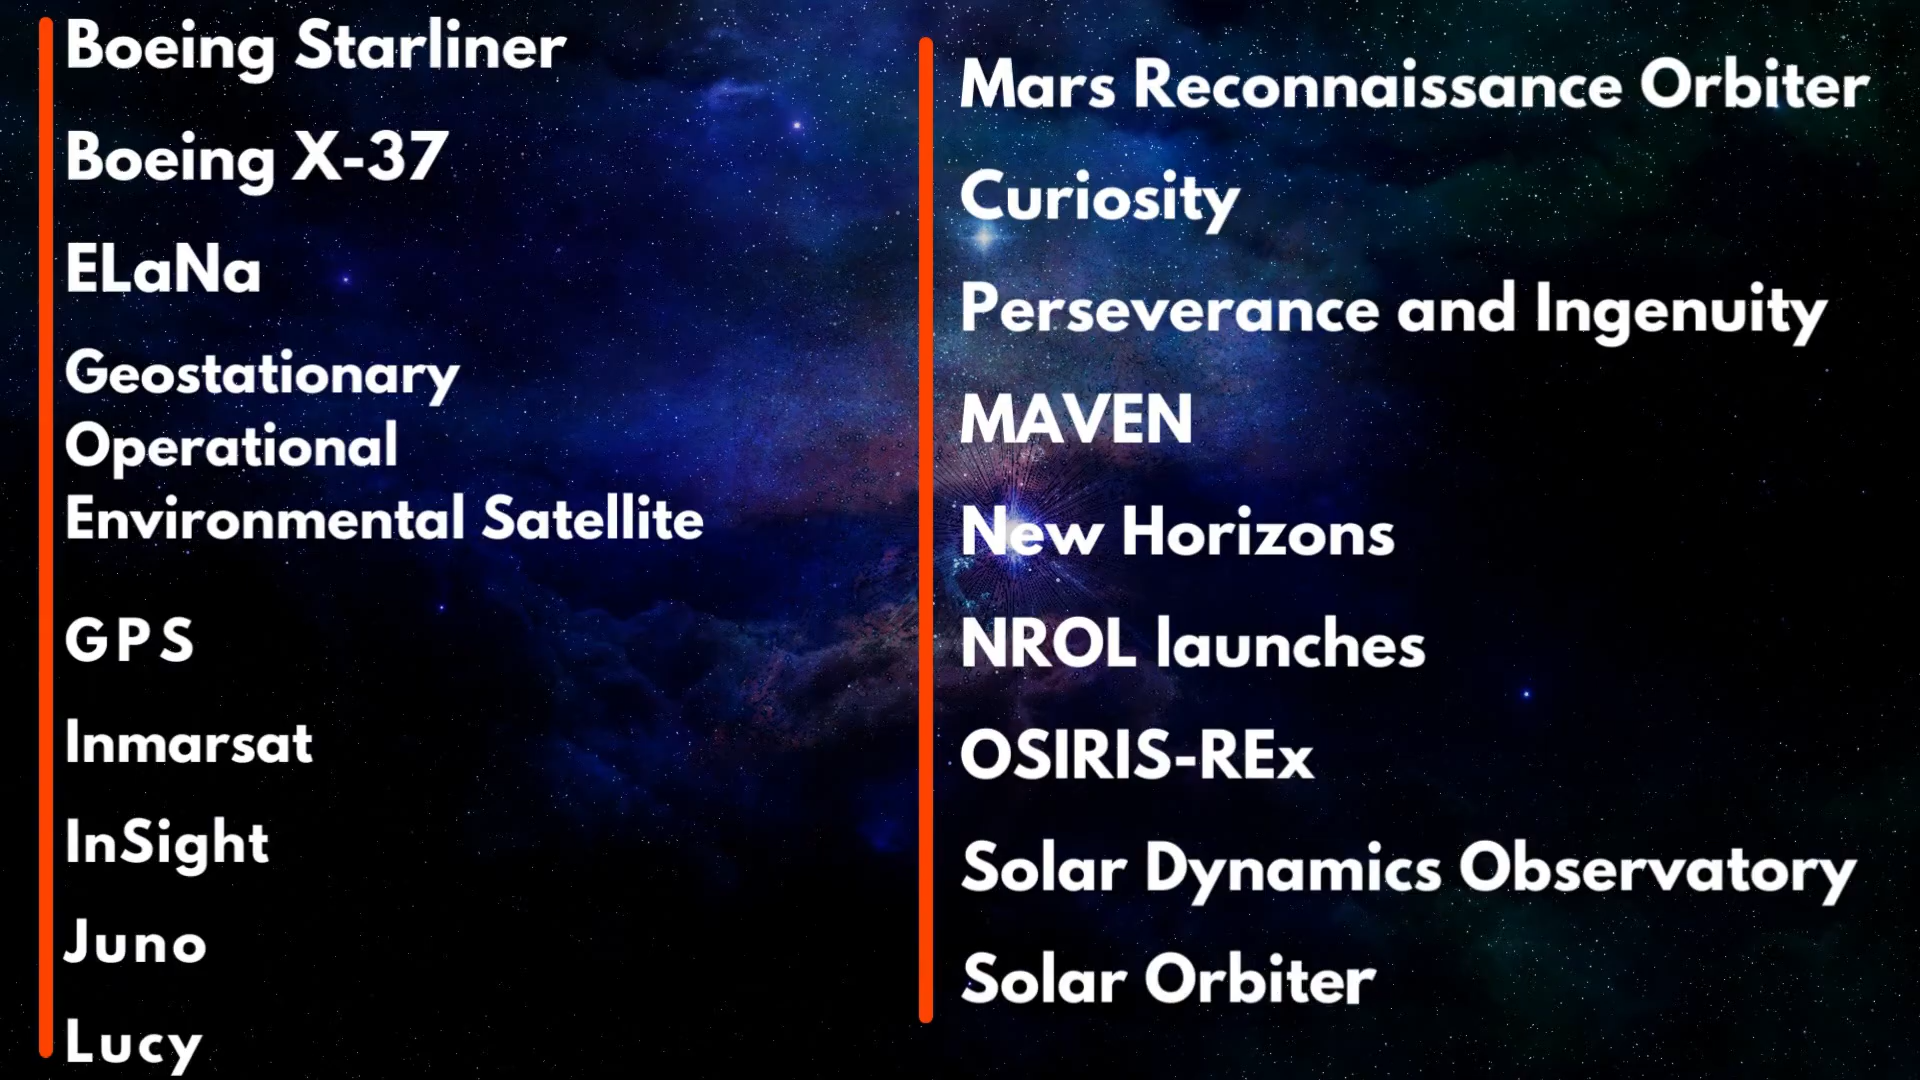 Boeing Starliner
Boeing X-37
ELaNa
Geostationary
Operational
Environmental Satellite
GPS
Inmarsat
InSight
Juno
Lucy
Mars Reconnaissance Orbiter
Curiosity
Perseverance and Ingenuity
MAVEN
New Horizons
NROL launches
OSIRIS-REx
Solar Dynamics Observatory
Solar Orbiter